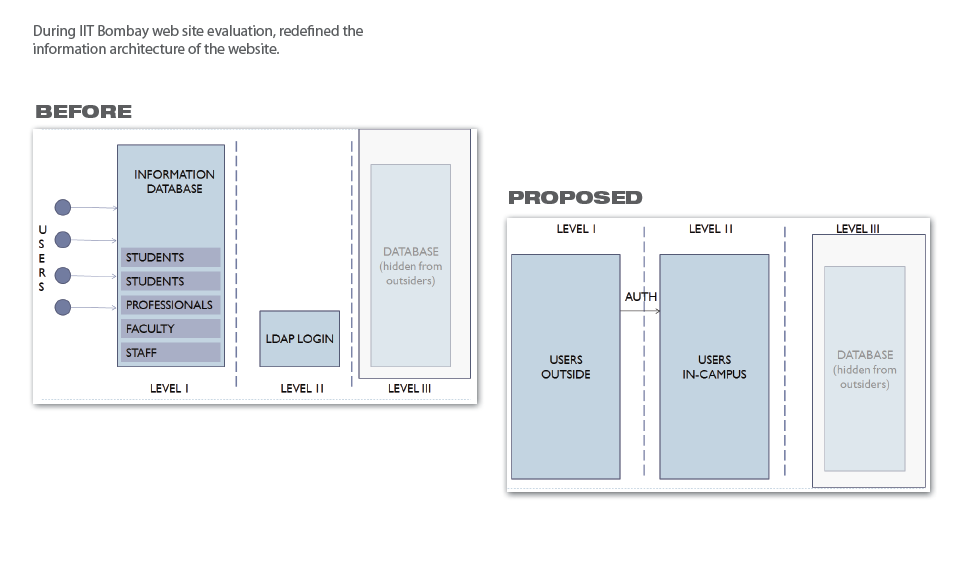 During IIT Bombay web site evaluation, redefined the
information architecture of the website.
BEFORE
USERS
INFORMATION
DATABASE
STUDENTS
STUDENTS
PROFESSIONALS
FACULTY
STAFF
LDAP LOGIN
DATABASE
(hidden from
outsiders)
LEVEL I
LEVEL II
LEVEL III
PROPOSED
LEVEL I
LEVEL II
LEVEL III
USERS
OUTSIDE
AUTH
USERS
IN-CAMPUS
DATABASE
(hidden from
outsiders)